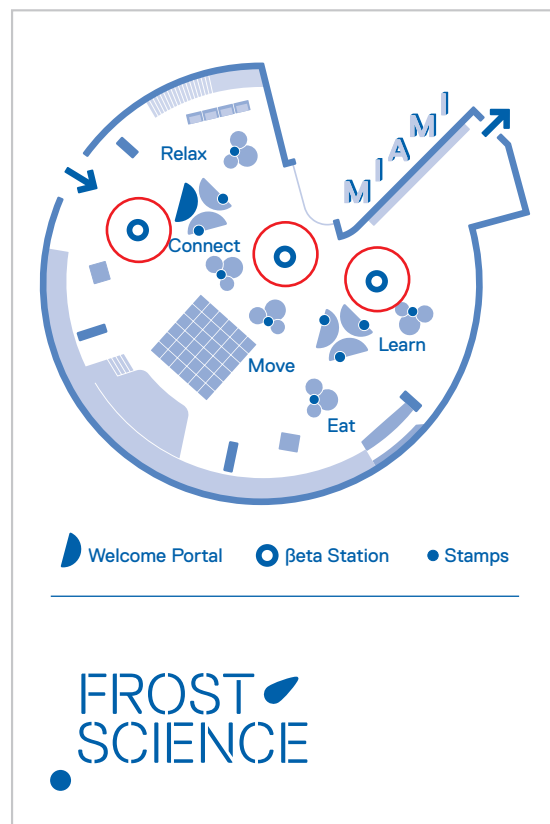 MIAMI
Relax
Connect
Move
Learn
Eat
Welcome Portal
βeta Station
Stamps
FROST
SCIENCE